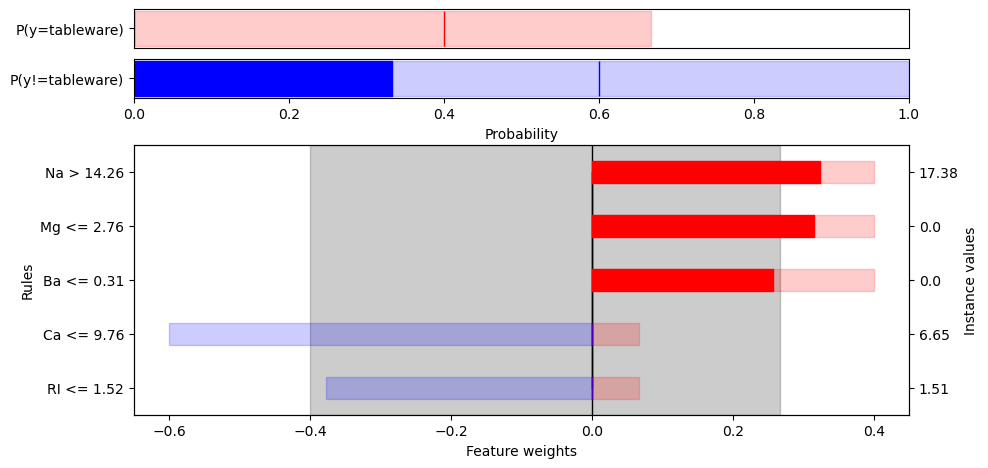 P(y=tableware)
P(y!=tableware)
0.0 0.2 0.4 0.6 0.8 1.0
Probability
Na > 14.26 17.38
Mg <= 2.76 0.0
Ba <= 0.31 0.0
Ca <= 9.76 6.65
RI <= 1.52 1.51
Rules
Instance values
−0.6 −0.4 −0.2 0.0 0.2 0.4
Feature weights